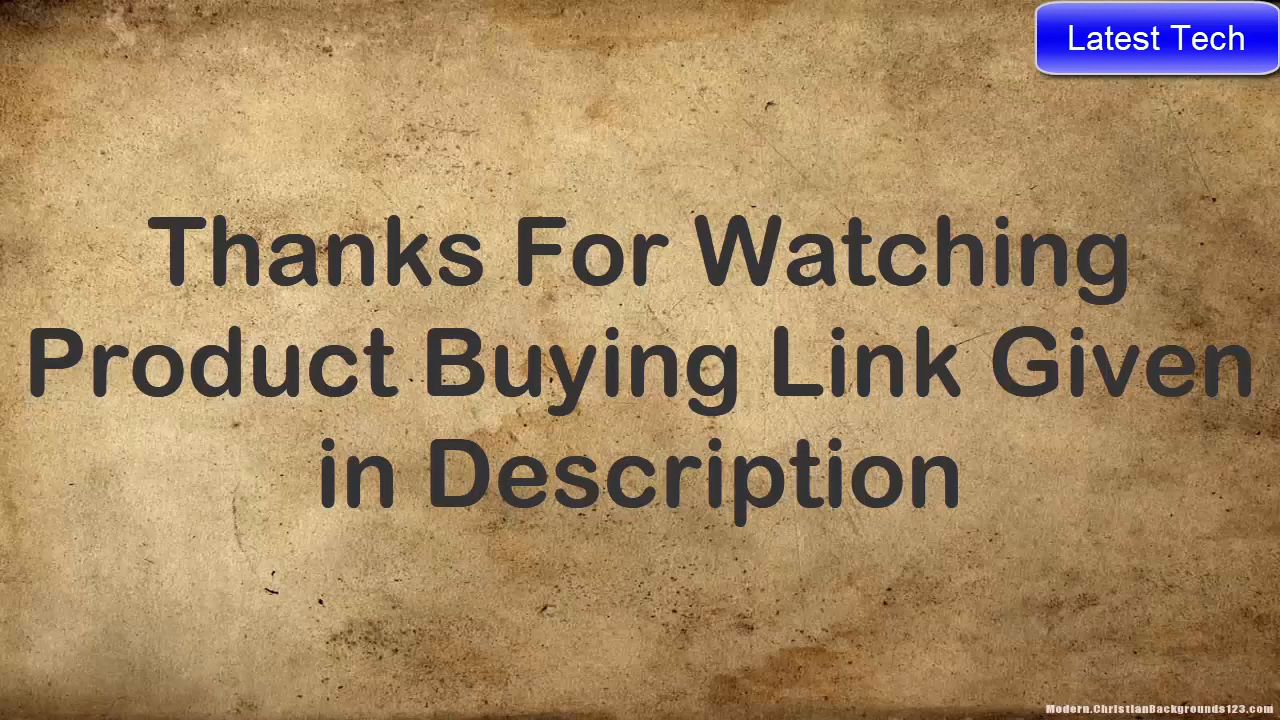 Latest Tech
Thanks For Watching
Product Buying Link Given
in Description
Modern.ChristianBackgrounds123.com